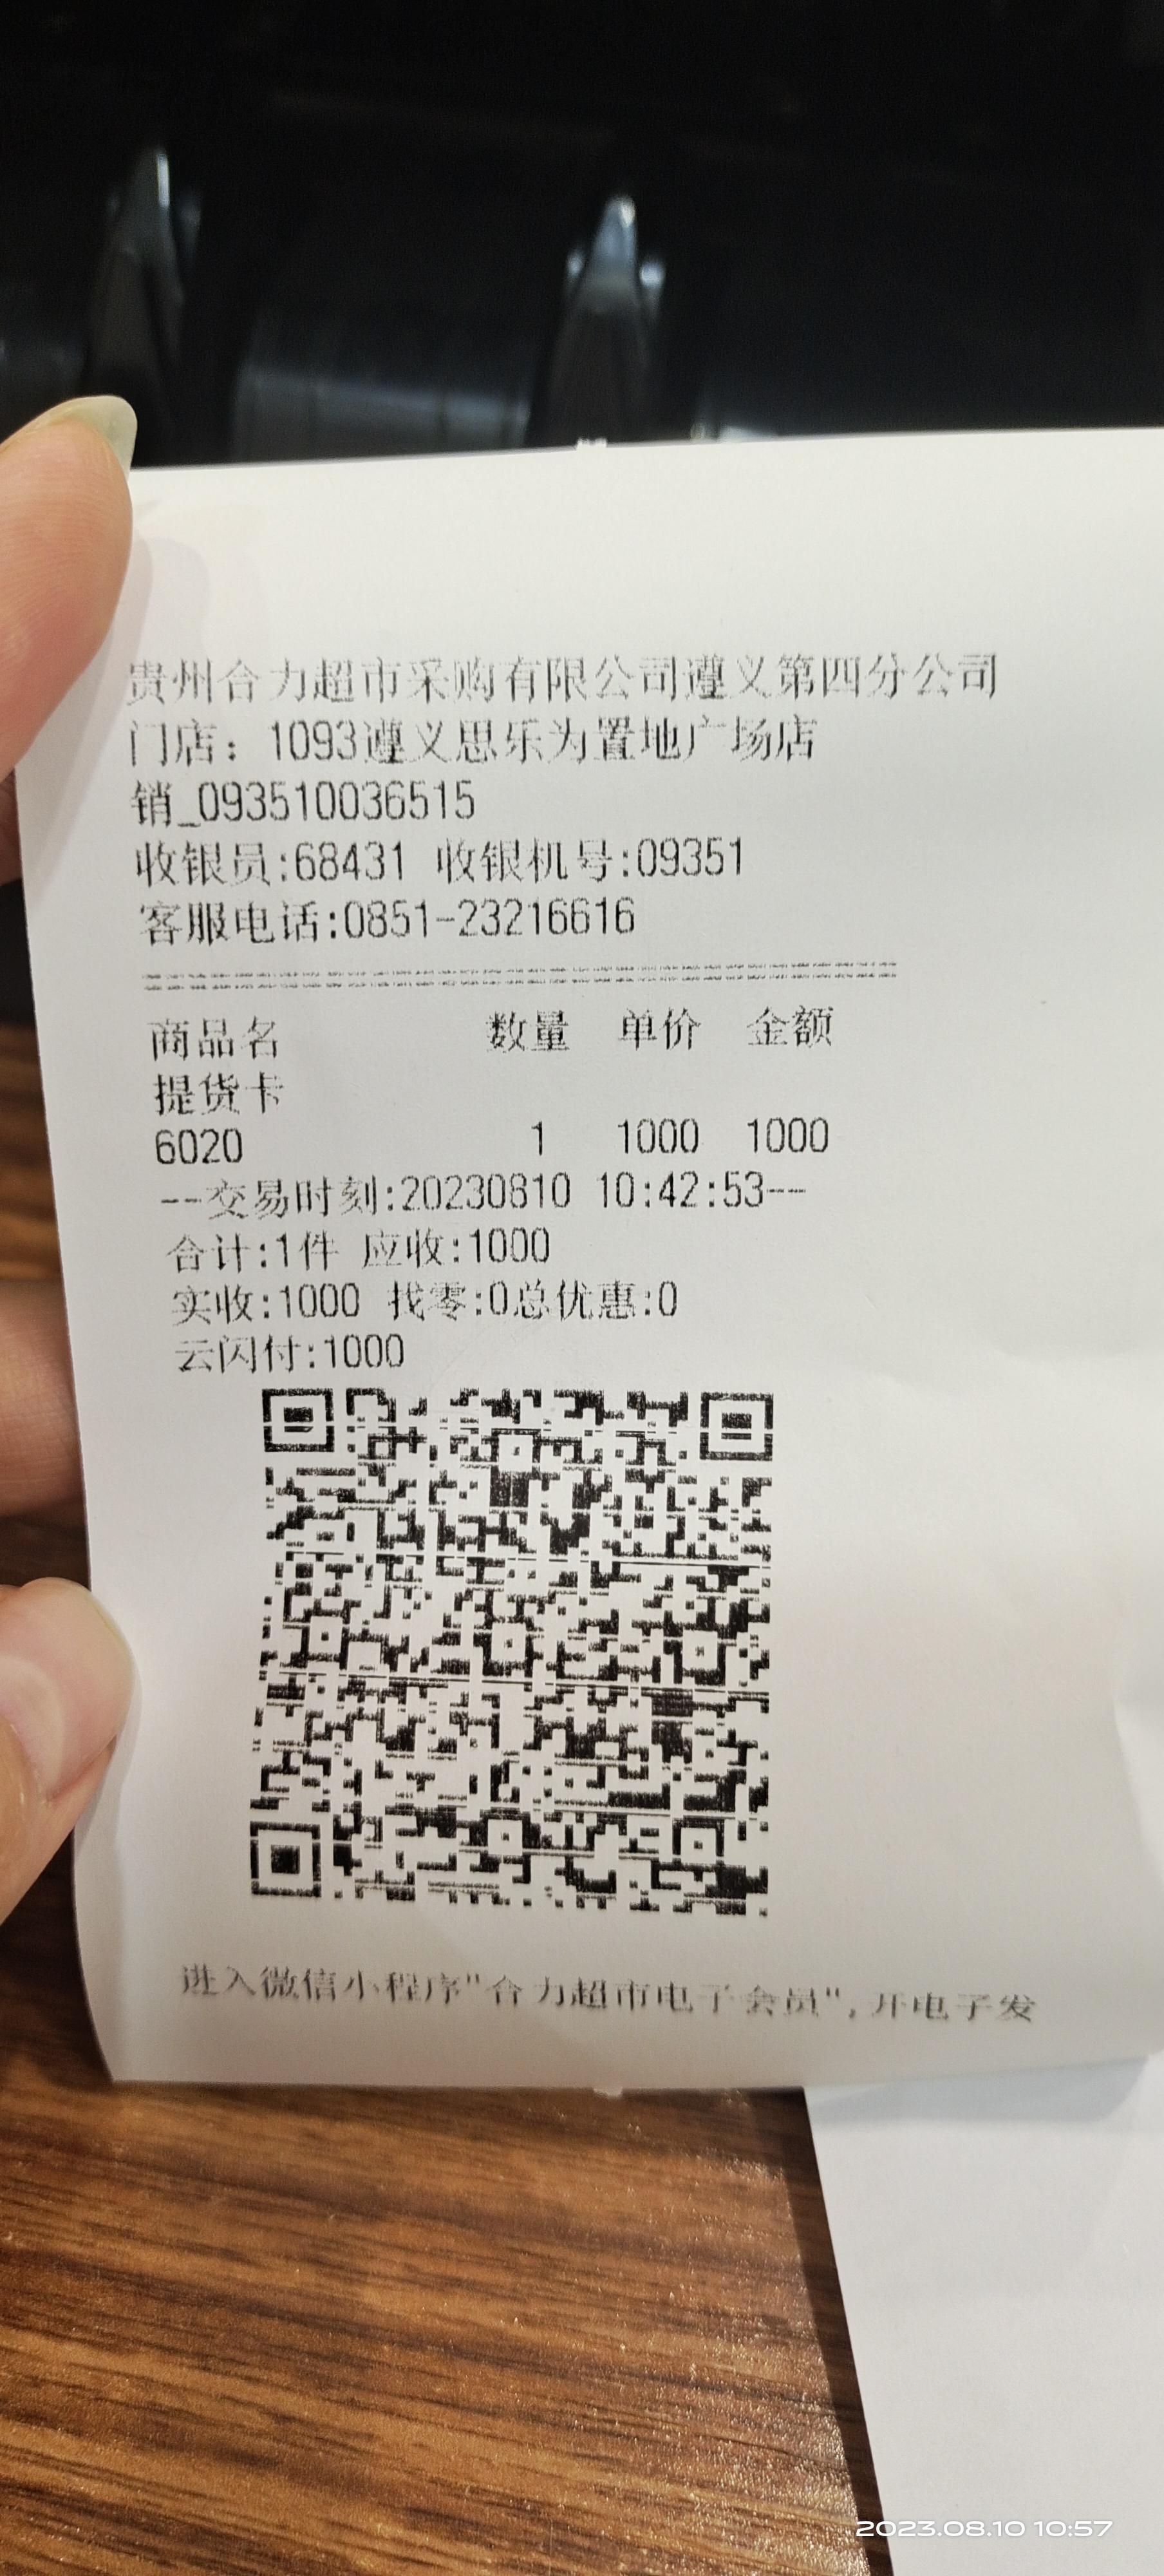 贵州合力超市采购有限公司遵义第四分公司
门店：1093遵义思乐为置地广场店
销_093510036515
收银员:68431 收银机号:09351
客服电话:0851-23216616
商品名 数量 单价 金额
提货卡
6020 1 1000 1000
--交易时刻:20230810 10:42:53--
合计:1件 应收:1000
实收:1000 找零:0总优惠:0
云闪付:1000
进入微信小程序"合力超市电子会员",开电子发
2023.08.10 10:57